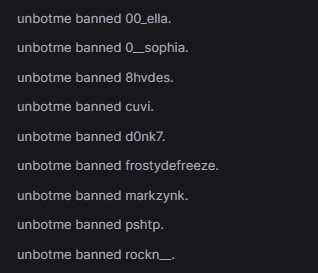 unbotme banned 00_ella.
unbotme banned 0__sophia.
unbotme banned 8hvdes.
unbotme banned cuvi.
unbotme banned d0nk7.
unbotme banned frostydefreeze.
unbotme banned markzynk.
unbotme banned pshtp.
unbotme banned rockn__.